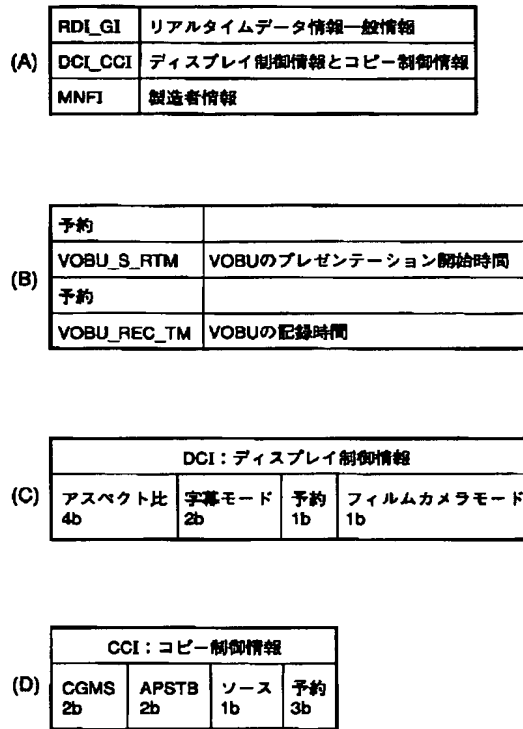 (A)
RDI_GI リアルタイムデータ情報一般情報
DCI_CCI ディスプレイ制御情報とコピー制御情報
MNFI 製造者情報
(B)
予約
VOBU_S_RTM VOBUのプレゼンテーション開始時間
予約
VOBU_REC_TM VOBUの記録時間
(C)
DCI：ディスプレイ制御情報
アスペクト比 字幕モード 予約 フィルムカメラモード
4b 2b 1b 1b
(D)
CCI：コピー制御情報
CGMS APSTB ソース 予約
2b 2b 1b 3b